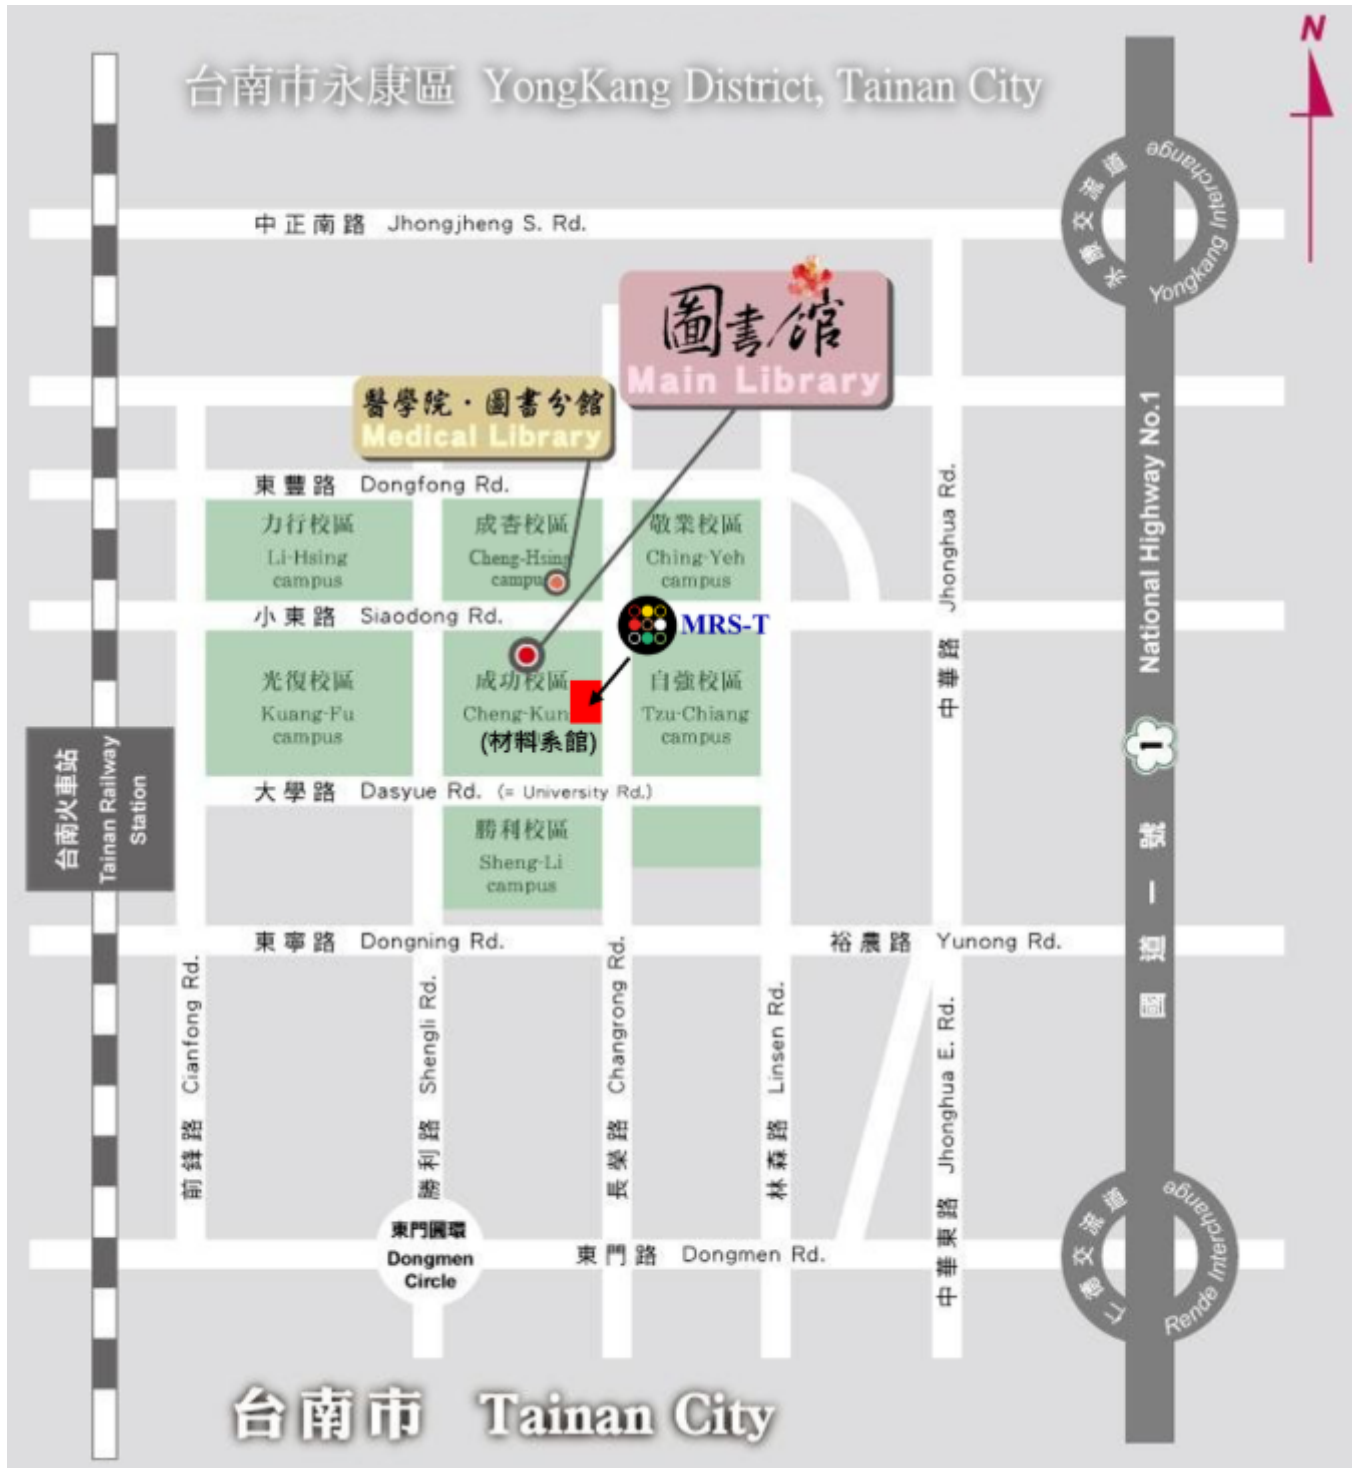 N
台南市永康區 YongKang District, Tainan City
永康交流道 Yongkang Interchange
中正南路 Jhongjheng S. Rd.
圖書館
Main Library
醫學院・圖書分館
Medical Library
National Highway No.1
1
國道一號
東豐路 Dongfong Rd.
中華路 Jhonghua Rd.
力行校區
Li-Hsing
campus
成杏校區
Cheng-Hsing
campus
敬業校區
Ching-Yeh
campus
小東路 Siaodong Rd.
MRS-T
光復校區
Kuang-Fu
campus
成功校區
Cheng-Kun
(材料系館)
自強校區
Tzu-Chiang
campus
台南火車站
Tainan Railway
Station
大學路 Dasyue Rd. (= University Rd.)
勝利校區
Sheng-Li
campus
東寧路 Dongning Rd.
裕農路 Yunong Rd.
前鋒路 Cianfong Rd.
勝利路 Shengli Rd.
長榮路 Changrong Rd.
林森路 Linsen Rd.
中華東路 Jhonghua E. Rd.
東門圓環
Dongmen
Circle
東門路 Dongmen Rd.
仁德交流道 Rende Interchange
台南市 Tainan City